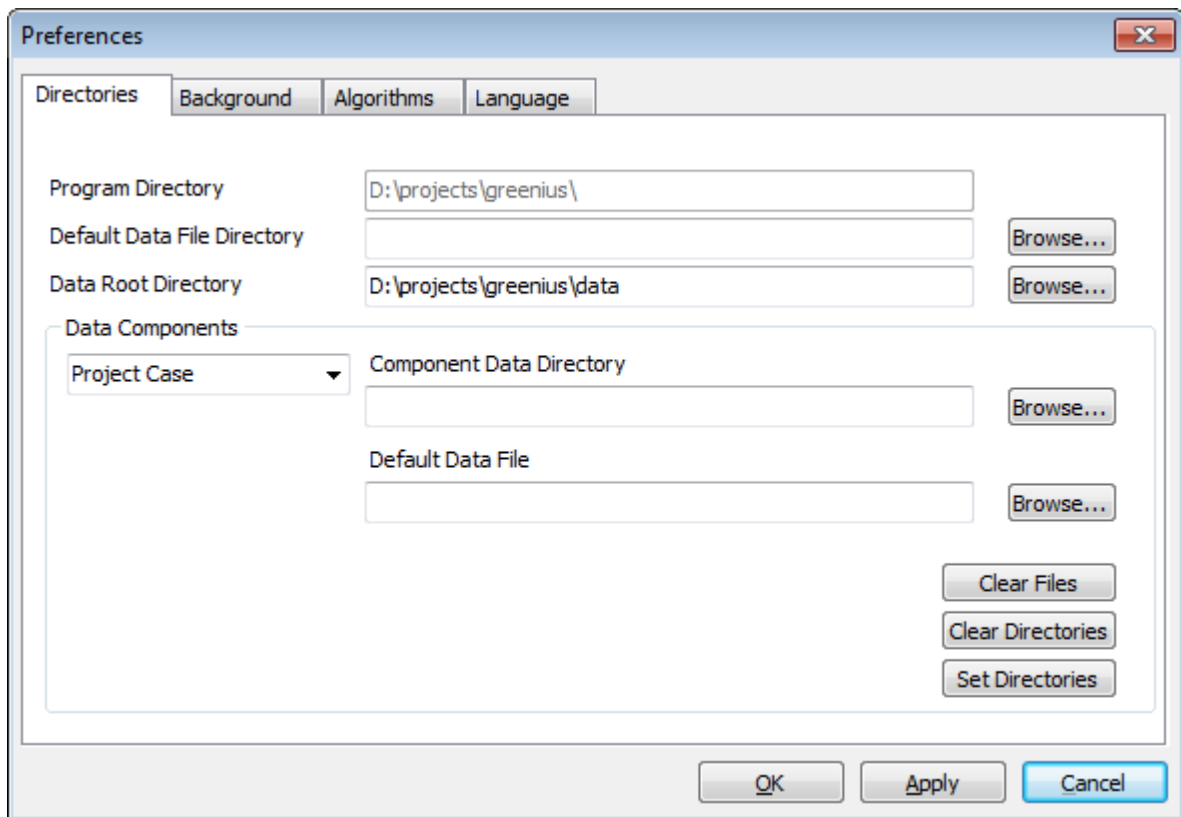 Preferences
Directories Background Algorithms Language
Program Directory D:\projects\greenius\
Default Data File Directory Browse...
Data Root Directory D:\projects\greenius\data Browse...
Data Components
Project Case Component Data Directory
Browse...
Default Data File
Browse...
Clear Files
Clear Directories
Set Directories
OK Apply Cancel